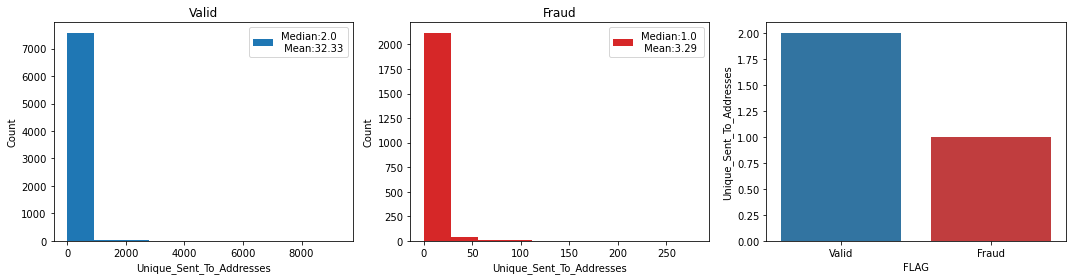 Valid
Median:2.0
Mean:32.33
Count
7000
6000
5000
4000
3000
2000
1000
0
0 2000 4000 6000 8000
Unique_Sent_To_Addresses
Fraud
Median:1.0
Mean:3.29
Count
2000
1750
1500
1250
1000
750
500
250
0
0 50 100 150 200 250
Unique_Sent_To_Addresses
Unique_Sent_To_Addresses
2.00
1.75
1.50
1.25
1.00
0.75
0.50
0.25
0.00
Valid Fraud
FLAG